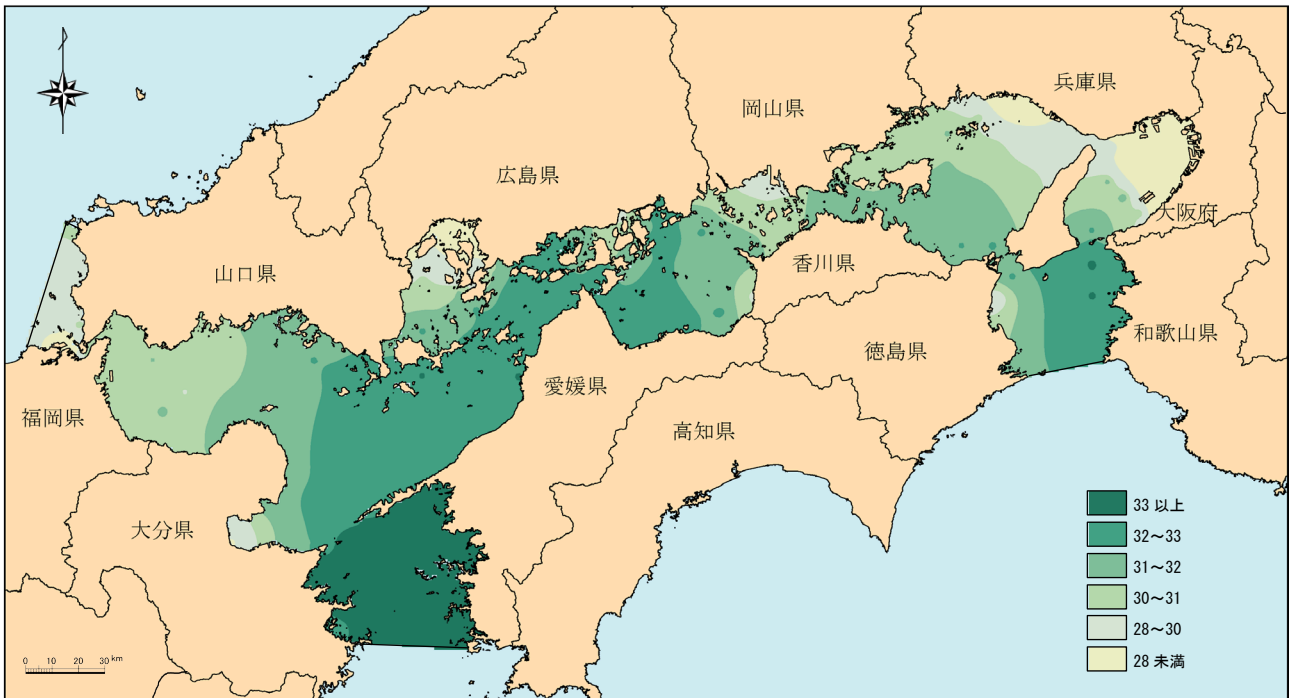 兵庫県
岡山県
広島県
大阪府
香川県
山口県
和歌山県
徳島県
愛媛県
福岡県
高知県
大分県
33 以上
32～33
31～32
30～31
28～30
28 未満
0 10 20 30 km